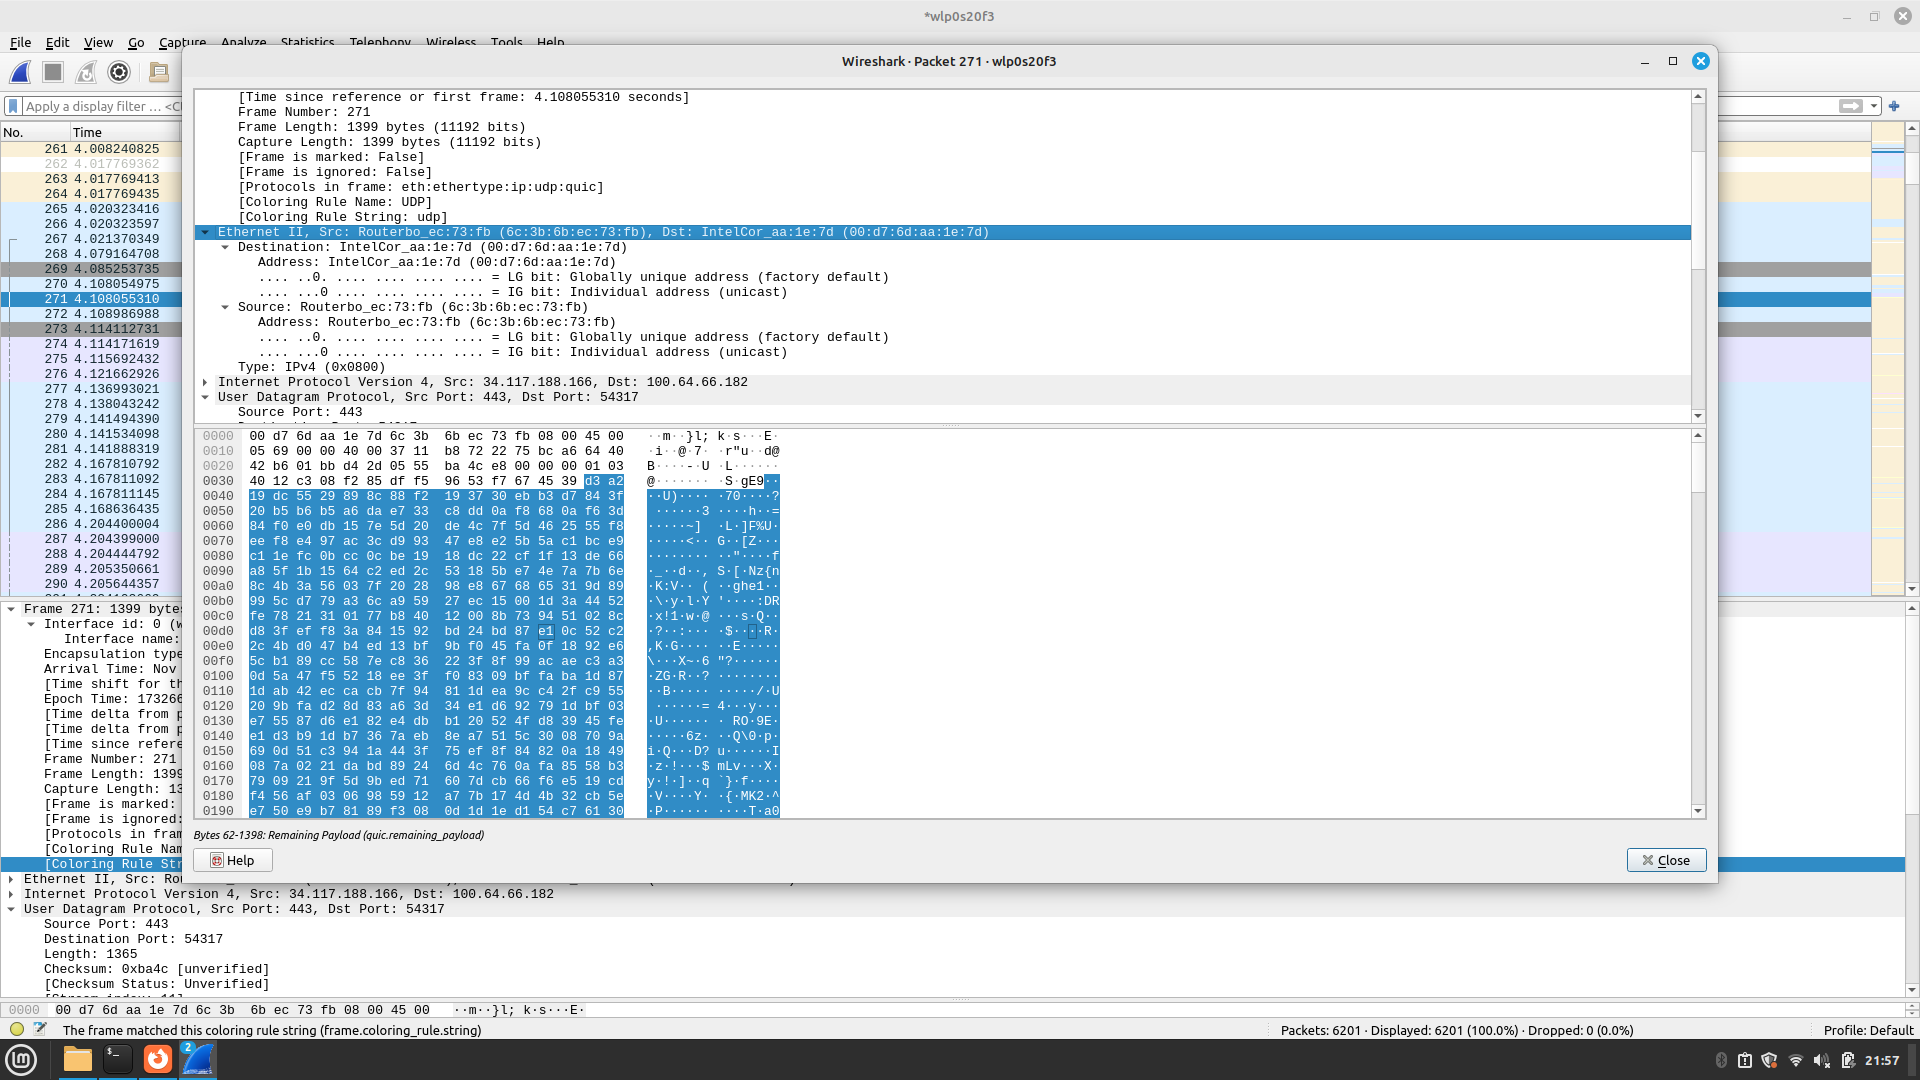 *wlp0s20f3
File Edit View Go Capture Analyze Statistics Telephony Wireless Tools Help
Wireshark · Packet 271 · wlp0s20f3
Apply a display filter … <C
No. Time
261 4.008240825
262 4.017769362
263 4.017769413
264 4.017769435
265 4.020323416
266 4.020323597
267 4.021370349
268 4.079164708
269 4.085253735
270 4.108054975
271 4.108055310
272 4.108986988
273 4.114112731
274 4.114171619
275 4.115692432
276 4.121662926
277 4.136993021
278 4.138043242
279 4.141494390
280 4.141534098
281 4.141888319
282 4.167810792
283 4.167811092
284 4.167811145
285 4.168636435
286 4.204400004
287 4.204399000
288 4.204444792
289 4.205350661
290 4.205644357
[Time since reference or first frame: 4.108055310 seconds]
Frame Number: 271
Frame Length: 1399 bytes (11192 bits)
Capture Length: 1399 bytes (11192 bits)
[Frame is marked: False]
[Frame is ignored: False]
[Protocols in frame: eth:ethertype:ip:udp:quic]
[Coloring Rule Name: UDP]
[Coloring Rule String: udp]
Ethernet II, Src: Routerbo_ec:73:fb (6c:3b:6b:ec:73:fb), Dst: IntelCor_aa:1e:7d (00:d7:6d:aa:1e:7d)
Destination: IntelCor_aa:1e:7d (00:d7:6d:aa:1e:7d)
Address: IntelCor_aa:1e:7d (00:d7:6d:aa:1e:7d)
.... ..0. .... .... .... .... = LG bit: Globally unique address (factory default)
.... ...0 .... .... .... .... = IG bit: Individual address (unicast)
Source: Routerbo_ec:73:fb (6c:3b:6b:ec:73:fb)
Address: Routerbo_ec:73:fb (6c:3b:6b:ec:73:fb)
.... ..0. .... .... .... .... = LG bit: Globally unique address (factory default)
.... ...0 .... .... .... .... = IG bit: Individual address (unicast)
Type: IPv4 (0x0800)
Internet Protocol Version 4, Src: 34.117.188.166, Dst: 100.64.66.182
User Datagram Protocol, Src Port: 443, Dst Port: 54317
Source Port: 443
0000 00 d7 6d aa 1e 7d 6c 3b 6b ec 73 fb 08 00 45 00 ··m··}l; k·s···E·
0010 05 69 00 00 40 00 37 11 b8 72 22 75 bc a6 64 40 ·i··@·7· ·r"u··d@
0020 42 b6 01 bb d4 2d 05 55 ba 4c e8 00 00 00 01 03 B····-·U ·L······
0030 40 12 c3 08 f2 85 df f5 96 53 f7 67 45 39 d3 a2 @······· ·S·gE9··
0040 19 dc 55 29 89 8c 88 f2 19 37 30 eb b3 d7 84 3f ··U)···· ·70····?
0050 20 b5 b6 b5 a6 da e7 33 c8 dd 0a f8 68 0a f6 3d ······3 ····h··=
0060 84 f0 e0 db 15 7e 5d 20 de 4c 7f 5d 46 25 55 f8 ·····~] ·L·]F%U·
0070 ee f8 e4 97 ac 3c d9 93 47 e8 e2 5b 5a c1 bc e9 ·····<·· G··[Z···
0080 c1 1e fc 0b cc 0c be 19 18 dc 22 cf 1f 13 de 66 ········ ··"····f
0090 a8 5f 1b 15 64 c2 ed 2c 53 18 5b e7 4e 7a 7b 6e ·_··d··, S·[·Nz{n
00a0 8c 4b 3a 56 03 7f 20 28 98 e8 67 68 65 31 9d 89 ·K:V·· ( ··ghe1··
00b0 99 5c d7 79 a3 6c a9 59 27 ec 15 00 1d 3a 44 52 ·\·y·l·Y '····:DR
00c0 fe 78 21 31 01 77 b8 40 12 00 8b 73 94 51 02 8c ·x!1·w·@ ···s·Q··
00d0 d8 3f ef f8 3a 84 15 92 bd 24 bd 87 e1 0c 52 c2 ·?··:··· ·$····R·
00e0 2c 4b d0 47 b4 ed 13 bf 9b f0 45 fa 0f 18 92 e6 ,K·G···· ··E·····
00f0 5c b1 89 cc 58 7e c8 36 22 3f 8f 99 ac ae c3 a3 \···X~·6 "?······
0100 0d 5a 47 f5 52 18 ee 3f f0 83 09 bf fa ba 1d 87 ·ZG·R··? ········
0110 1d ab 42 ec ca cb 7f 94 81 1d ea 9c c4 2f c9 55 ··B····· ·····/·U
0120 20 9b fa d2 8d 83 a6 3d 34 e1 d6 92 79 1d bf 03 ······= 4···y···
0130 e7 55 87 d6 e1 82 e4 db b1 20 52 4f d8 39 45 fe ·U······ · RO·9E·
0140 e1 d3 b9 1d b7 36 7a eb 8e a7 51 5c 30 08 70 9a ·····6z· ··Q\0·p·
0150 69 0d 51 c3 94 1a 44 3f 75 ef 8f 84 82 0a 18 49 i·Q···D? u······I
0160 08 7a 02 21 da bd 89 24 6d 4c 76 0a fa 85 58 b3 ·z·!···$ mLv···X·
0170 79 09 21 9f 5d 9b ed 71 60 7d cb 66 f6 e5 19 cd y·!·]··q `}·f····
0180 f4 56 af 03 06 98 59 12 a7 7b 17 4d 4b 32 cb 5e ·V····Y· ·{·MK2·^
0190 e7 50 e9 b7 81 89 f3 08 0d 1d 1e d1 54 c7 61 30 ·P······ ····T·a0
Bytes 62-1398: Remaining Payload (quic.remaining_payload)
Help
Close
Frame 271: 1399 bytes
Interface id: 0 (w
Interface name:
Encapsulation type
Arrival Time: Nov
[Time shift for th
Epoch Time: 173266
[Time delta from p
[Time delta from p
[Time since refere
Frame Number: 271
Frame Length: 1399
Capture Length: 13
[Frame is marked:
[Frame is ignored:
[Protocols in fram
[Coloring Rule Nam
[Coloring Rule Str
Ethernet II, Src: Rou
Internet Protocol Version 4, Src: 34.117.188.166, Dst: 100.64.66.182
User Datagram Protocol, Src Port: 443, Dst Port: 54317
Source Port: 443
Destination Port: 54317
Length: 1365
Checksum: 0xba4c [unverified]
[Checksum Status: Unverified]
[Stream index: 11]
0000 00 d7 6d aa 1e 7d 6c 3b 6b ec 73 fb 08 00 45 00 ··m··}l; k·s···E·
The frame matched this coloring rule string (frame.coloring_rule.string)
Packets: 6201 · Displayed: 6201 (100.0%) · Dropped: 0 (0.0%)
Profile: Default
2
21:57